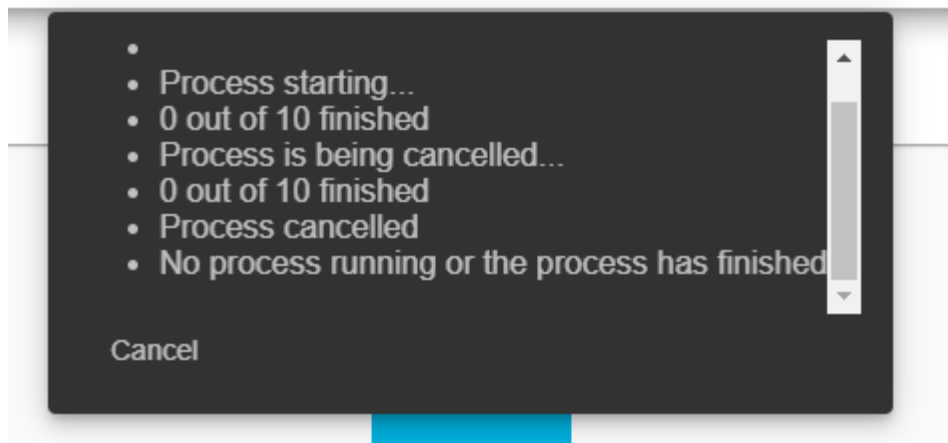 Process starting...
0 out of 10 finished
Process is being cancelled...
0 out of 10 finished
Process cancelled
No process running or the process has finished
Cancel